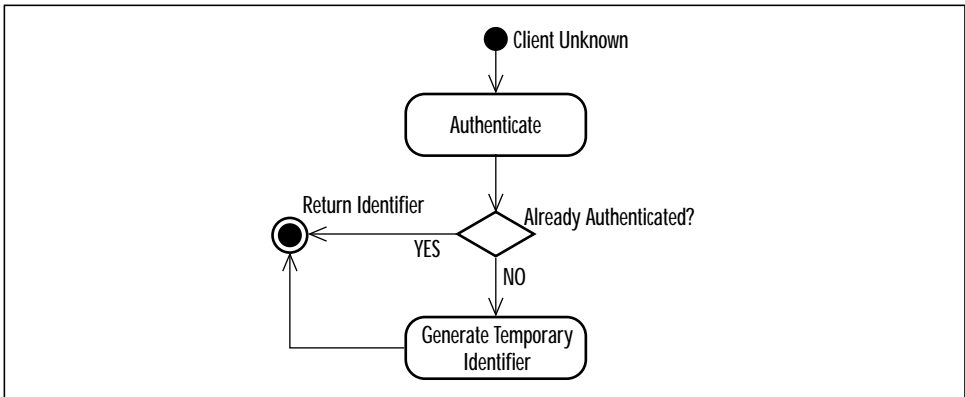 Client Unknown
Authenticate
Return Identifier
Already Authenticated?
YES
NO
Generate Temporary
Identifier